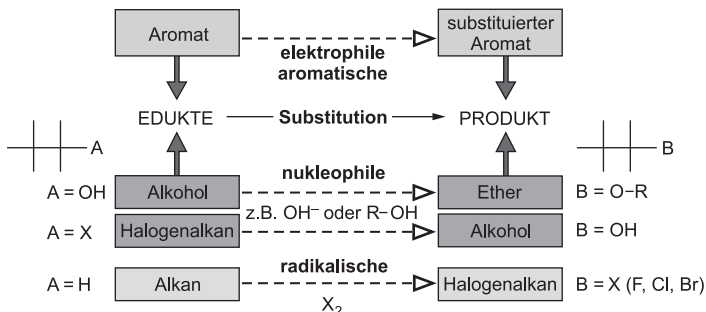 Aromat
substituierter
Aromat
elektrophile
aromatische
EDUKTE
Substitution
PRODUKT
A
B
A = OH
Alkohol
nukleophile
Ether
B = O–R
z.B. OH⁻ oder R–OH
A = X
Halogenalkan
Alkohol
B = OH
radikalische
A = H
Alkan
Halogenalkan
B = X (F, Cl, Br)
X₂